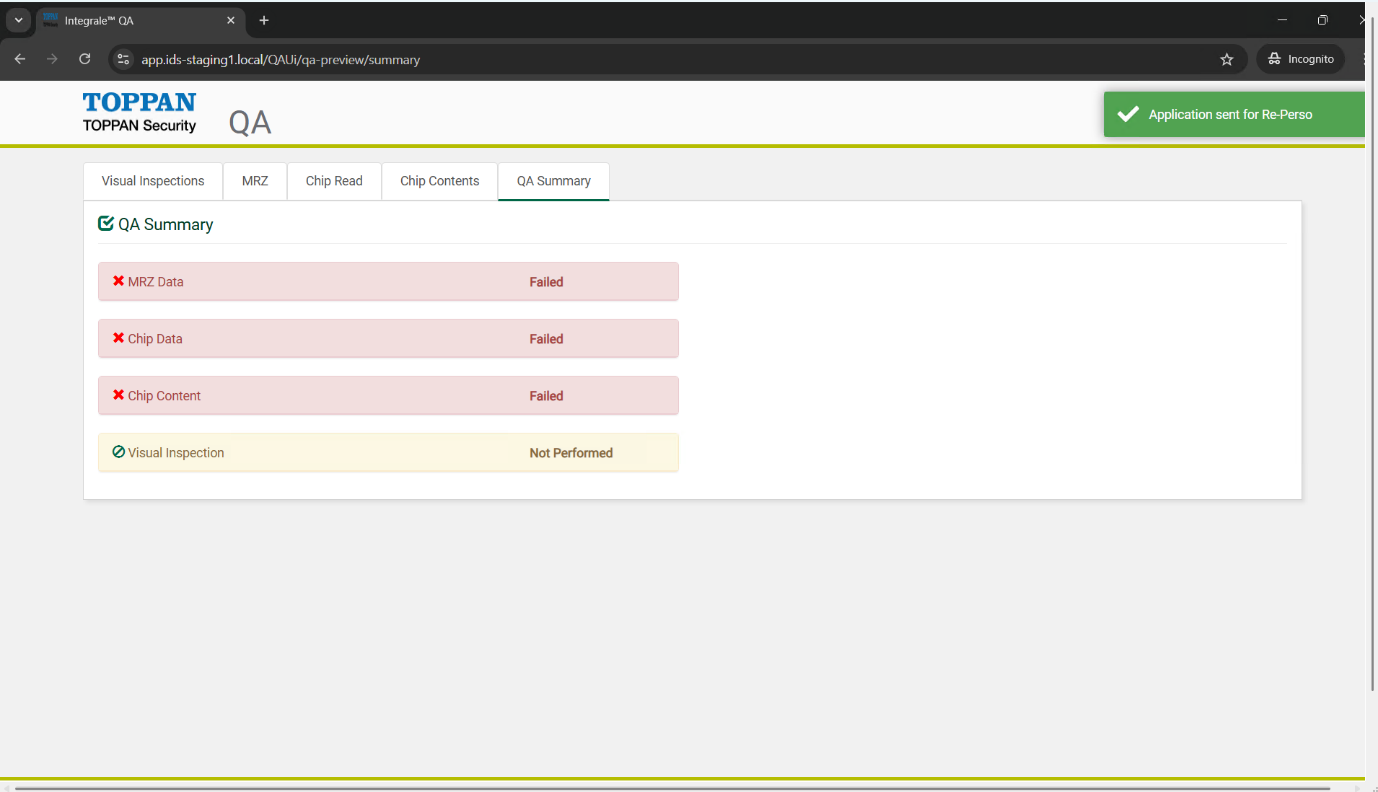 Integrale™ QA
app.ids-staging1.local/QAUi/qa-preview/summary
Incognito
TOPPAN
TOPPAN Security
QA
Application sent for Re-Perso
Visual Inspections
MRZ
Chip Read
Chip Contents
QA Summary
QA Summary
MRZ Data Failed
Chip Data Failed
Chip Content Failed
Visual Inspection Not Performed